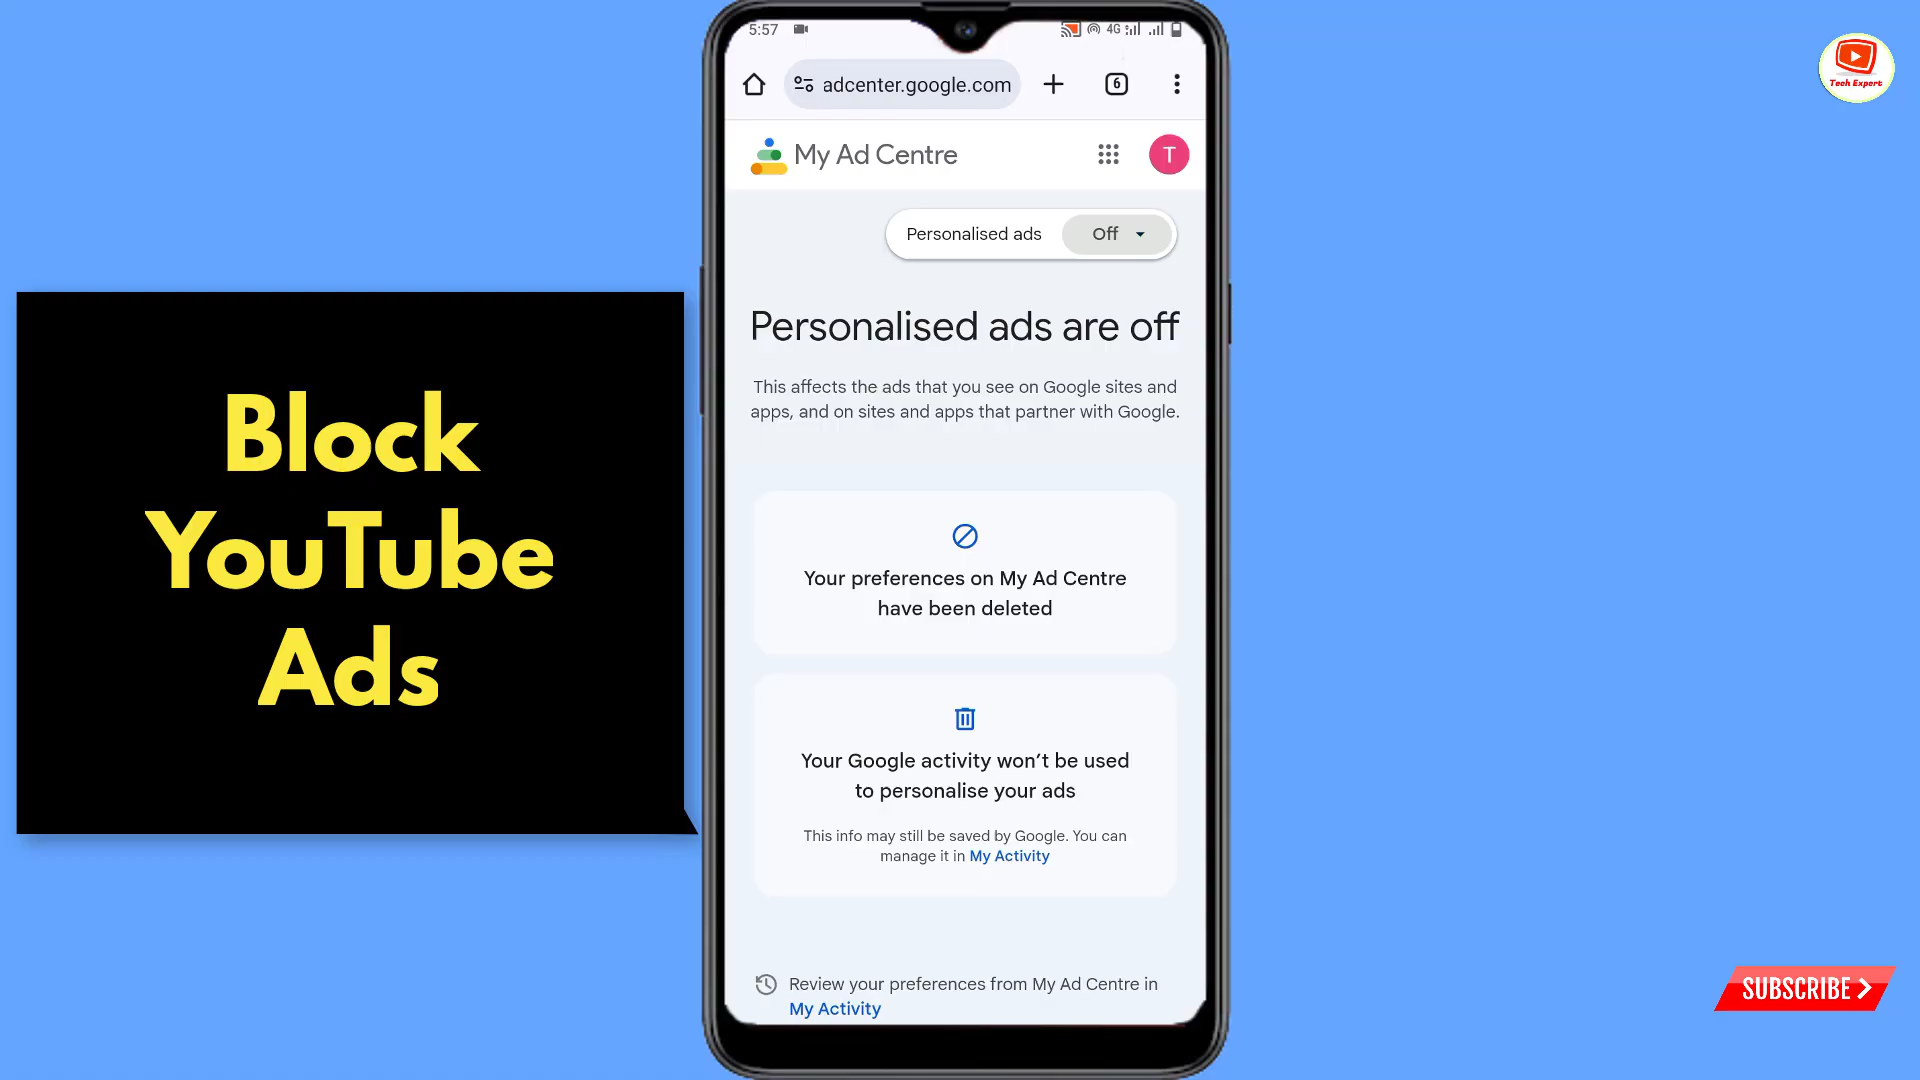 5:57
4G
adcenter.google.com
6
Tech Expert
My Ad Centre
T
Personalised ads
Off
Personalised ads are off
This affects the ads that you see on Google sites and
apps, and on sites and apps that partner with Google.
Block
YouTube
Ads
Your preferences on My Ad Centre
have been deleted
Your Google activity won't be used
to personalise your ads
This info may still be saved by Google. You can
manage it in My Activity
Review your preferences from My Ad Centre in
My Activity
SUBSCRIBE